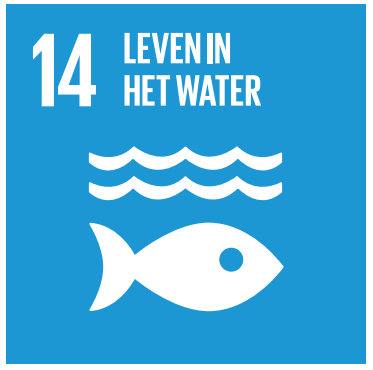 14 LEVEN IN
HET WATER